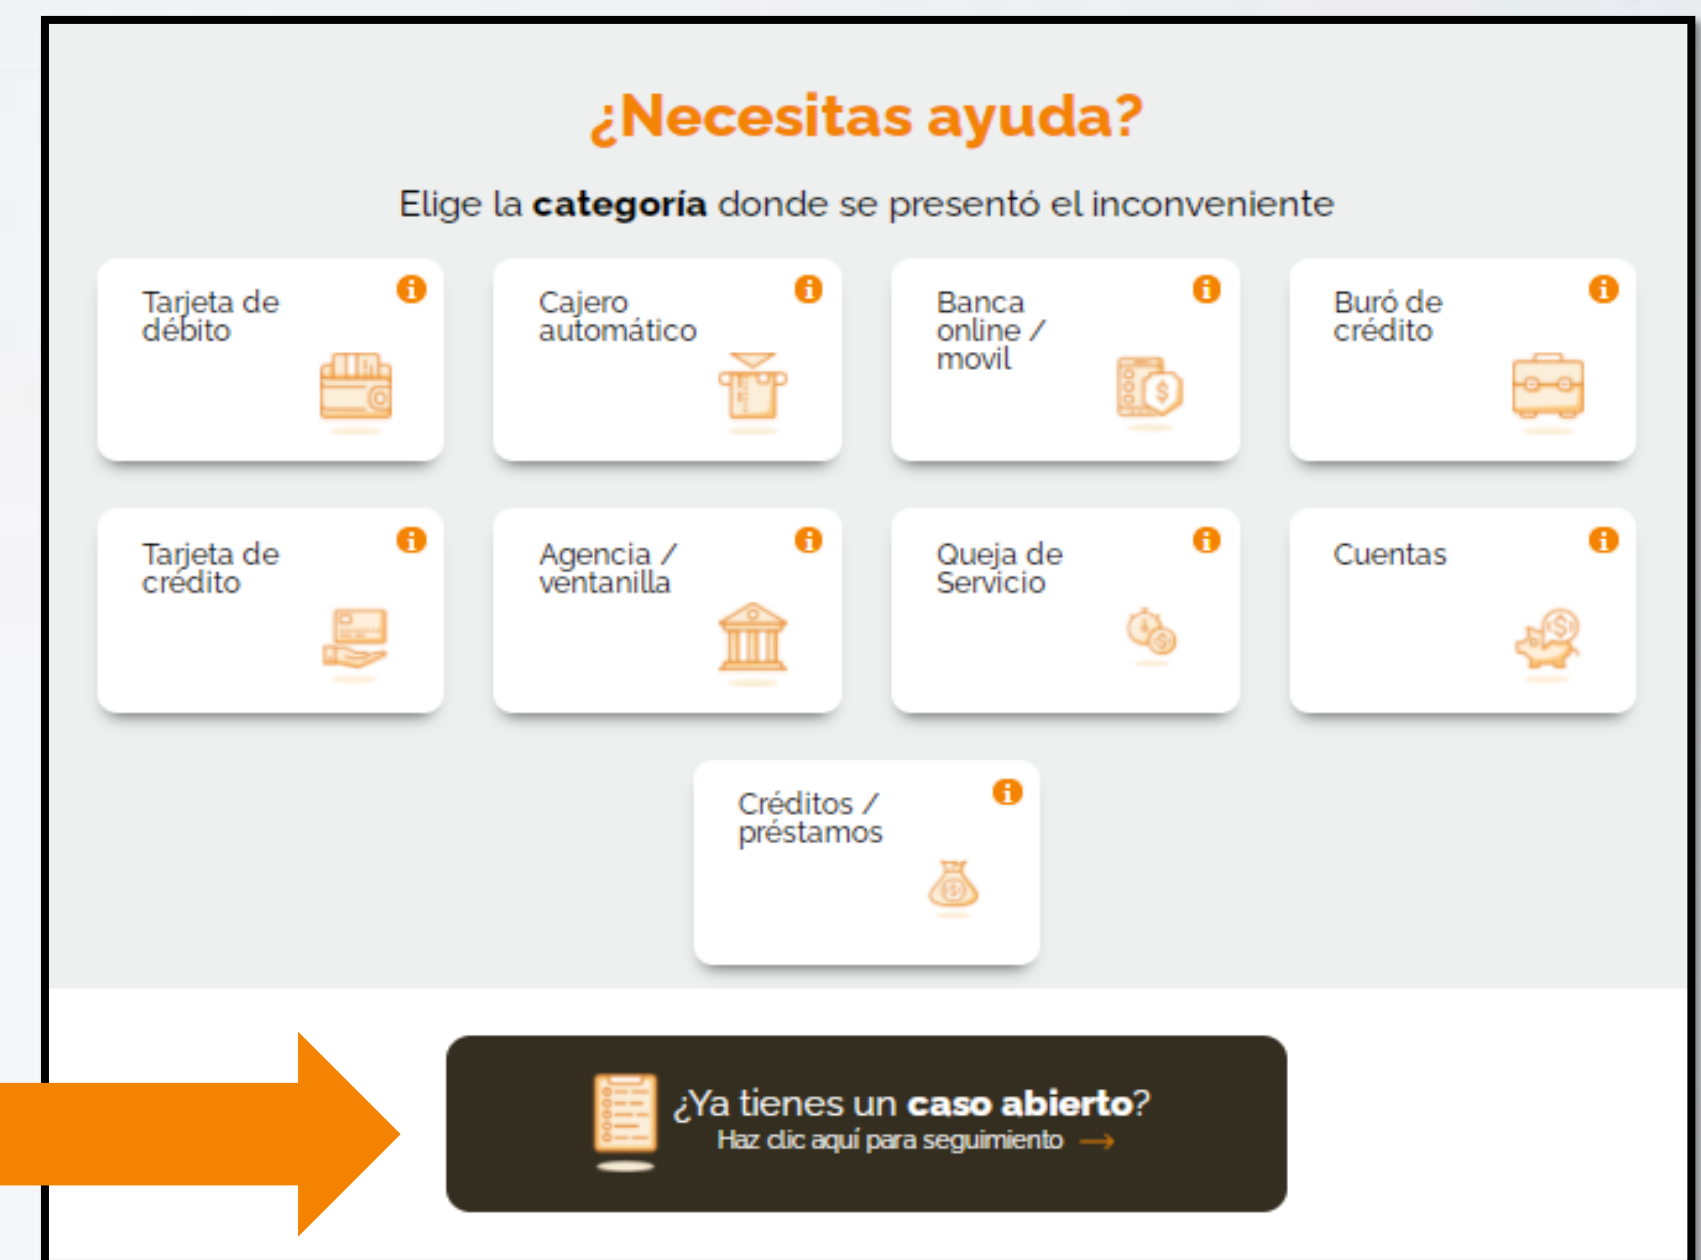 ¿Necesitas ayuda?
Elige la categoría donde se presentó el inconveniente
Tarjeta de
débito
Cajero
automático
Banca
online /
movil
Buró de
crédito
Tarjeta de
crédito
Agencia /
ventanilla
Queja de
Servicio
Cuentas
Créditos /
préstamos
¿Ya tienes un caso abierto?
Haz clic aquí para seguimiento →